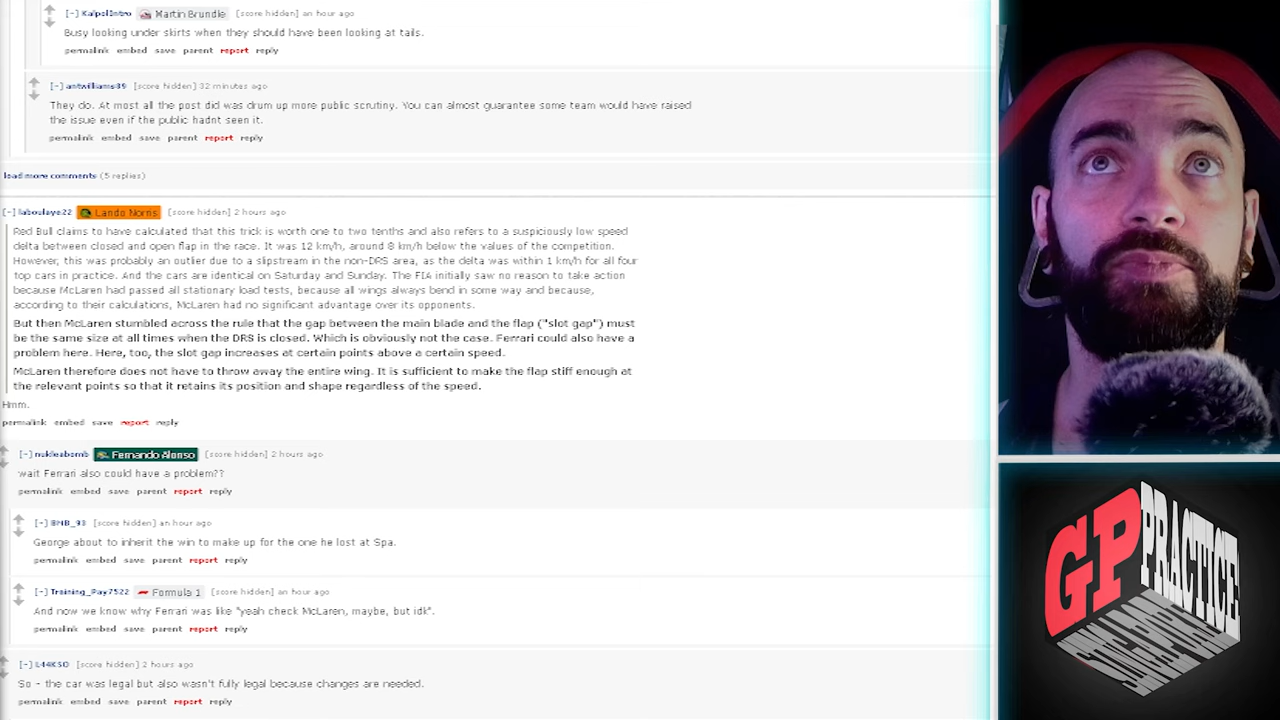 [-] KalpolIntro Martin Brundle [score hidden] an hour ago
Busy looking under skirts when they should have been looking at tails.
permalink embed save parent report reply
[-] antwilliams89 [score hidden] 32 minutes ago
They do. At most all the post did was drum up more public scrutiny. You can almost guarantee some team would have raised
the issue even if the public hadnt seen it.
permalink embed save parent report reply
load more comments (5 replies)
[-] laboulaye22 Lando Norris [score hidden] 2 hours ago
Red Bull claims to have calculated that this trick is worth one to two tenths and also refers to a suspiciously low speed
delta between closed and open flap in the race. It was 12 km/h, around 8 km/h below the values of the competition.
However, this was probably an outlier due to a slipstream in the non-DRS area, as the delta was within 1 km/h for all four
top cars in practice. And the cars are identical on Saturday and Sunday. The FIA initially saw no reason to take action
because McLaren had passed all stationary load tests, because all wings always bend in some way and because,
according to their calculations, McLaren had no significant advantage over its opponents.
But then McLaren stumbled across the rule that the gap between the main blade and the flap ("slot gap") must
be the same size at all times when the DRS is closed. Which is obviously not the case. Ferrari could also have a
problem here. Here, too, the slot gap increases at certain points above a certain speed.
McLaren therefore does not have to throw away the entire wing. It is sufficient to make the flap stiff enough at
the relevant points so that it retains its position and shape regardless of the speed.
Hmm.
permalink embed save report reply
[-] nukleabomb Fernando Alonso [score hidden] 2 hours ago
wait Ferrari also could have a problem??
permalink embed save parent report reply
[-] BMB_93 [score hidden] an hour ago
George about to inherit the win to make up for the one he lost at Spa.
permalink embed save parent report reply
[-] Training_Pay7522 Formula 1 [score hidden] an hour ago
And now we know why Ferrari was like "yeah check McLaren, maybe, but idk".
permalink embed save parent report reply
[-] L44KSO [score hidden] 2 hours ago
So - the car was legal but also wasn't fully legal because changes are needed.
permalink embed save parent report reply
GP
PRACTICE